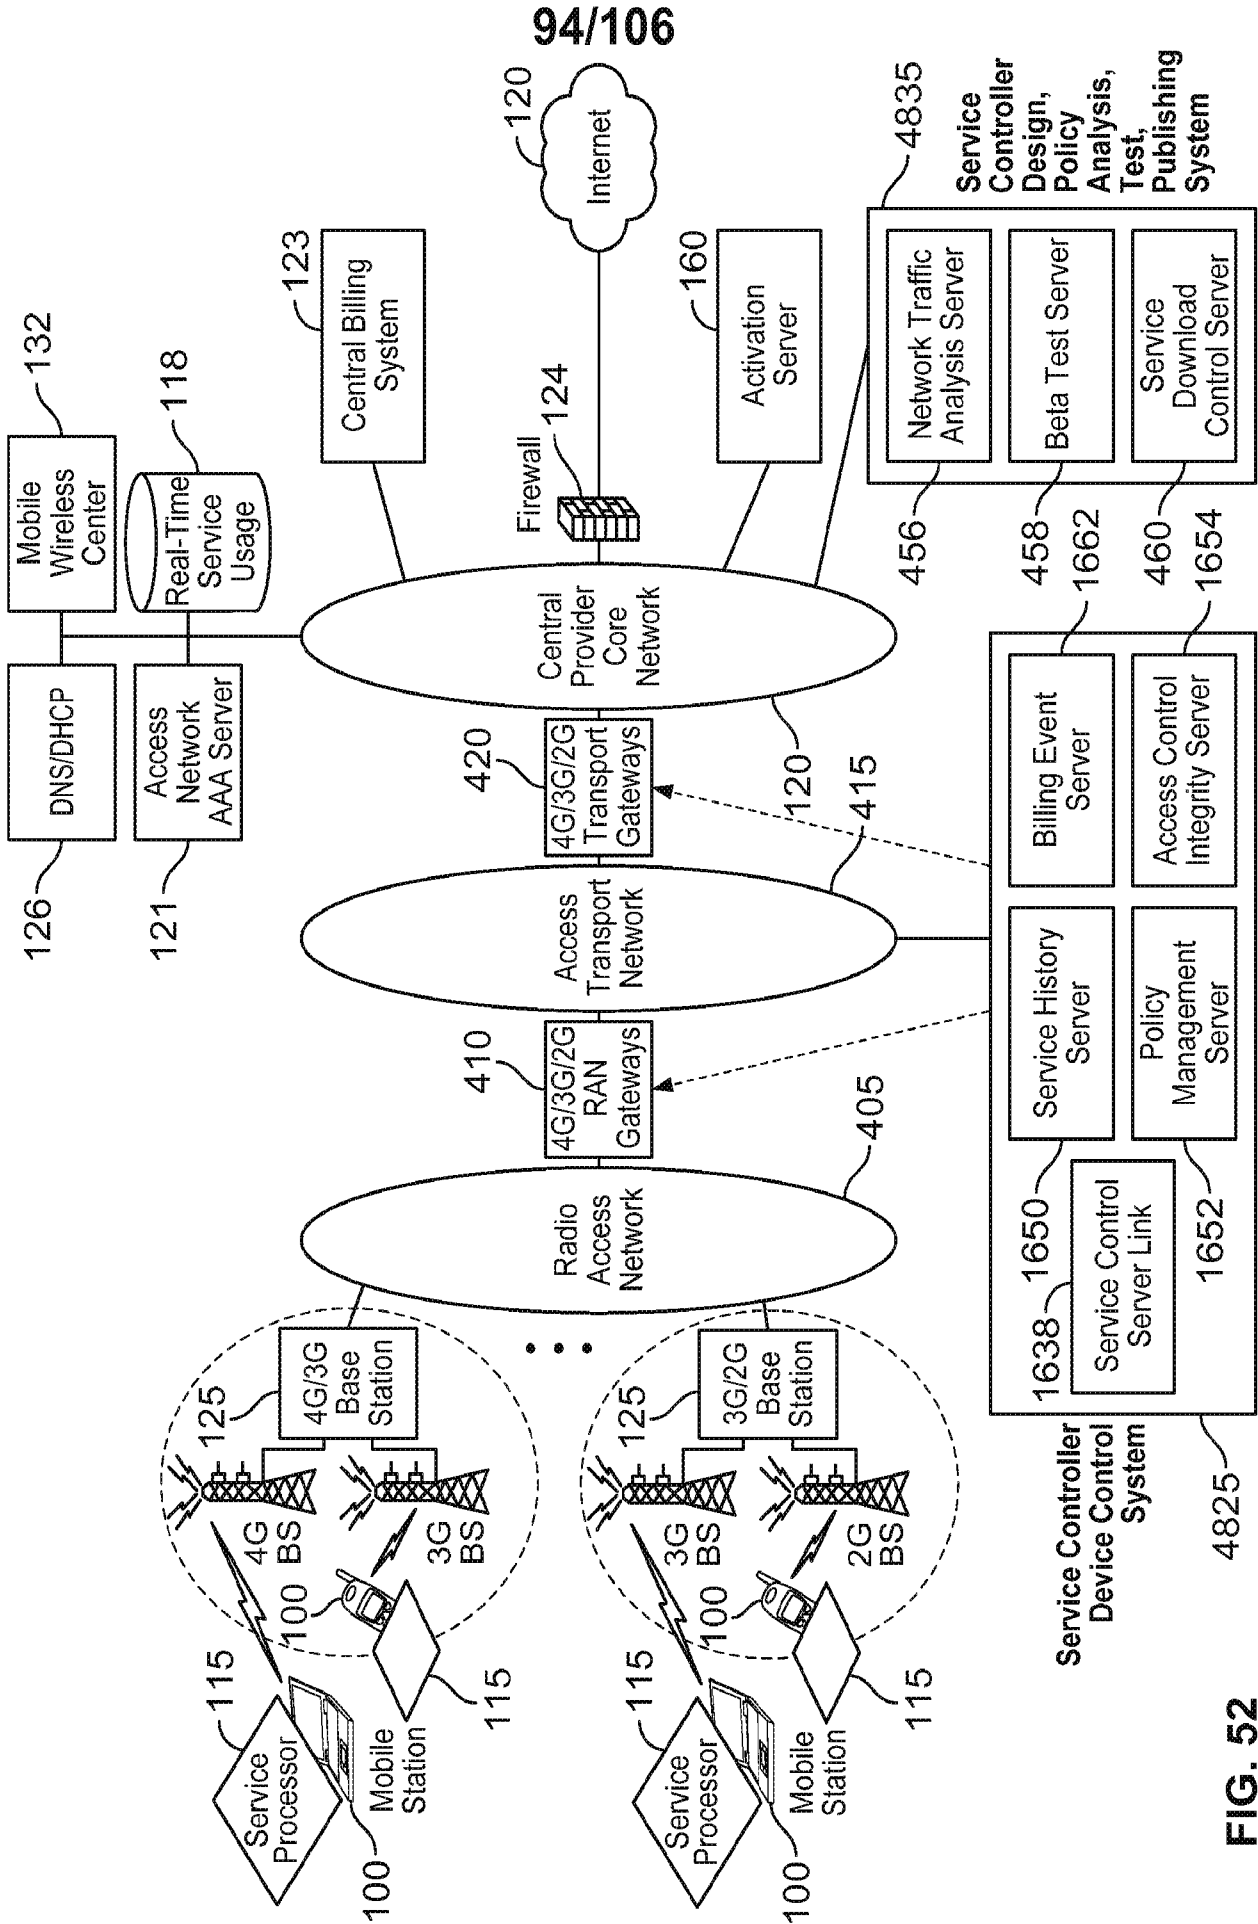 94/106
126
DNS/DHCP
Mobile
Wireless
Center
132
121
Access
Network
AAA Server
Real-Time
Service
Usage
118
123
Central Billing
System
120
Internet
Firewall
124
160
Activation
Server
4835
Service
Controller
Design,
Policy
Analysis,
Test,
Publishing
System
Network Traffic
Analysis Server
456
Beta Test Server
458
Service
Download
Control Server
460
Central
Provider
Core
Network
120
420
4G/3G/2G
Transport
Gateways
Access
Transport
Network
415
410
4G/3G/2G
RAN
Gateways
Radio
Access
Network
405
125
4G/3G
Base
Station
4G
BS
3G
BS
115
Service
Processor
100
Mobile
Station
100
115
125
3G/2G
Base
Station
3G
BS
2G
BS
115
Service
Processor
100
Mobile
Station
100
115
Service Controller
Device Control
System
4825
1638
Service Control
Server Link
1650
Service History
Server
1652
Policy
Management
Server
Billing Event
Server
1662
Access Control
Integrity Server
1654
FIG. 52